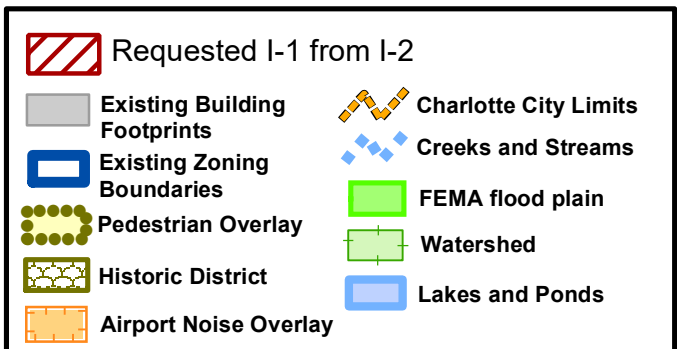 Requested I-1 from I-2
Existing Building
Footprints
Existing Zoning
Boundaries
Pedestrian Overlay
Historic District
Airport Noise Overlay
Charlotte City Limits
Creeks and Streams
FEMA flood plain
Watershed
Lakes and Ponds